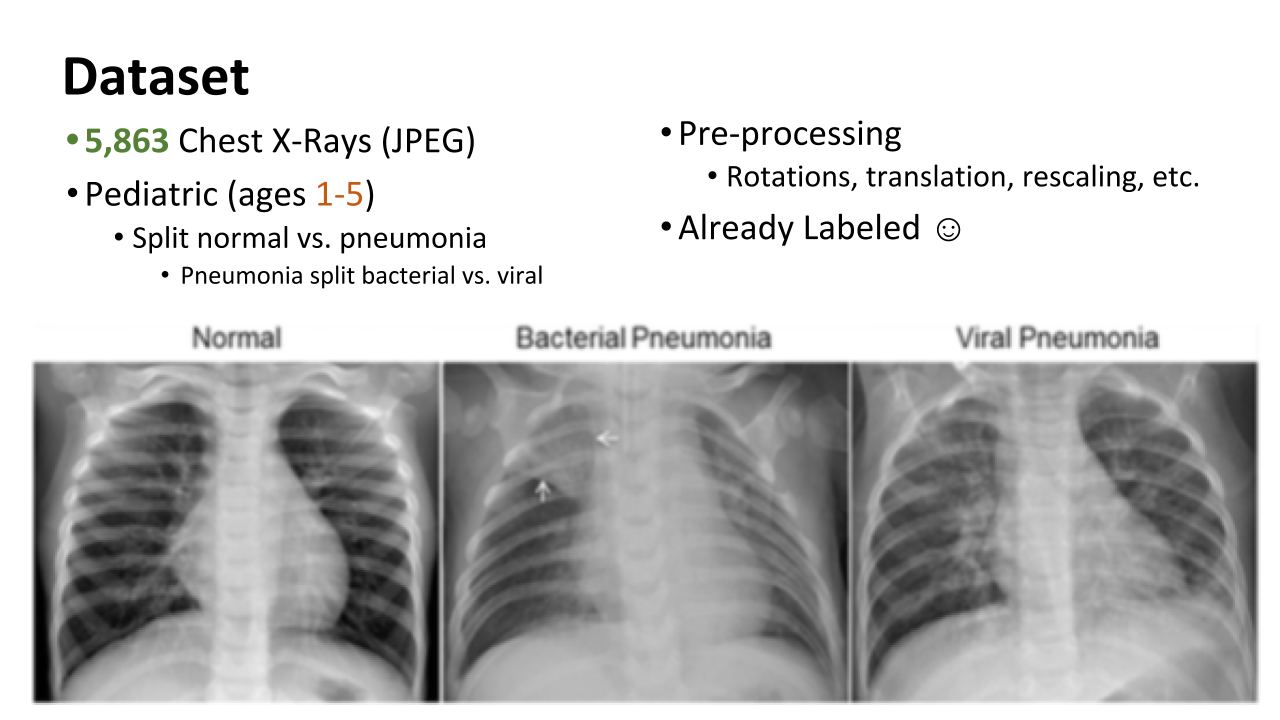 Dataset
•5,863 Chest X-Rays (JPEG)
•Pediatric (ages 1-5)
•Split normal vs. pneumonia
•Pneumonia split bacterial vs. viral
•Pre-processing
•Rotations, translation, rescaling, etc.
•Already Labeled ☺
Normal
Bacterial Pneumonia
Viral Pneumonia